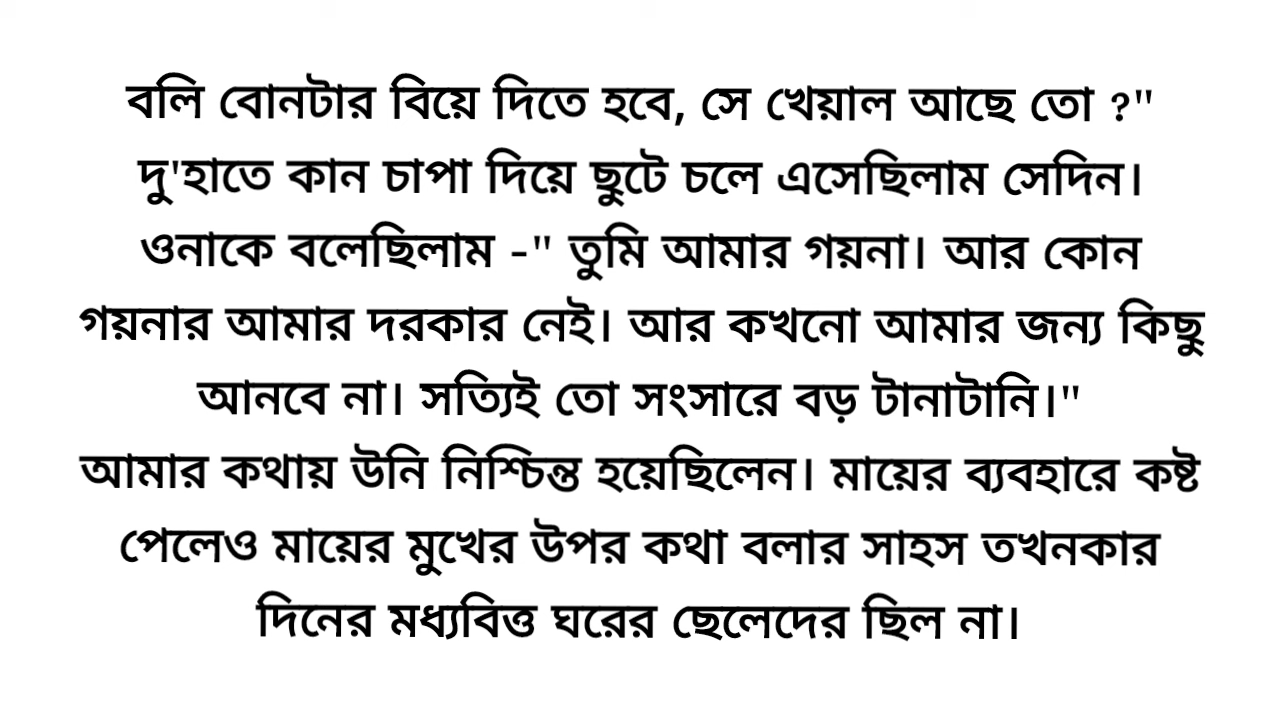 বলি বোনটার বিয়ে দিতে হবে, সে খেয়াল আছে তো ?"
দু'হাতে কান চাপা দিয়ে ছুটে চলে এসেছিলাম সেদিন।
ওনাকে বলেছিলাম -" তুমি আমার গয়না। আর কোন
গয়নার আমার দরকার নেই। আর কখনো আমার জন্য কিছু
আনবে না। সত্যিই তো সংসারে বড় টানাটানি।"
আমার কথায় উনি নিশ্চিন্ত হয়েছিলেন। মায়ের ব্যবহারে কষ্ট
পেলেও মায়ের মুখের উপর কথা বলার সাহস তখনকার
দিনের মধ্যবিত্ত ঘরের ছেলেদের ছিল না।